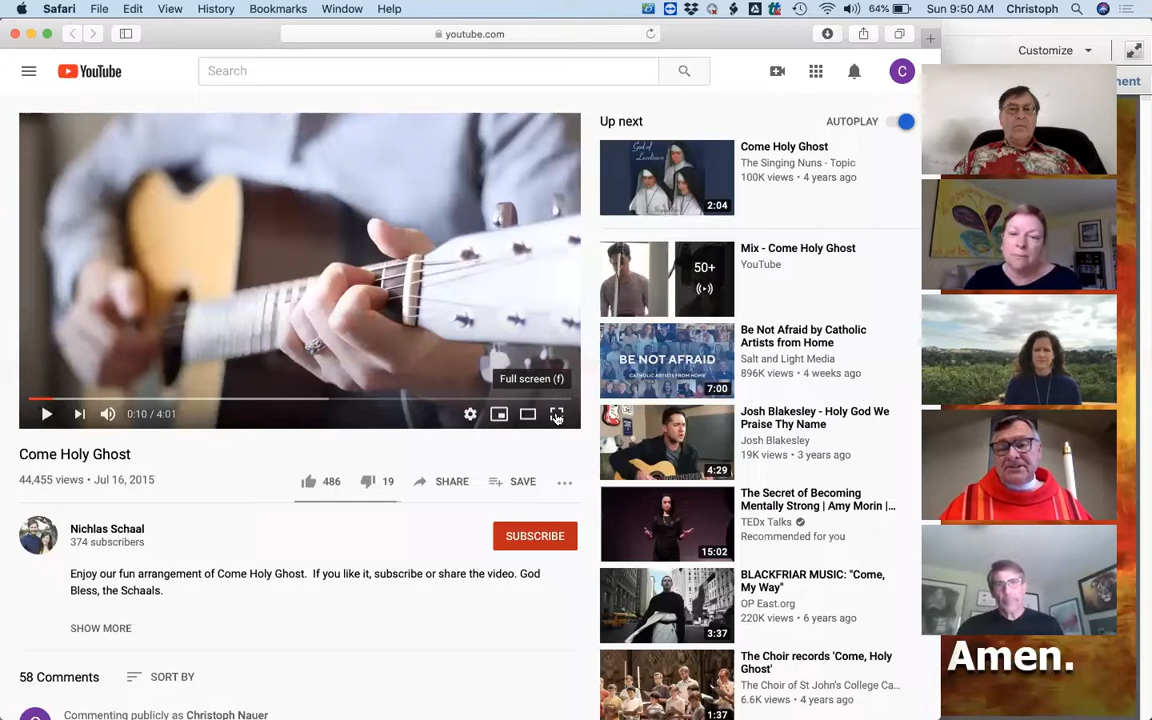 Safari File Edit View History Bookmarks Window Help 64% Sun 9:50 AM Christoph
youtube.com
Customize
ment
YouTube
Search
C
Up next
AUTOPLAY
Come Holy Ghost
The Singing Nuns - Topic
100K views • 4 years ago
God of Loveliness
2:04
Mix - Come Holy Ghost
YouTube
50+
Be Not Afraid by Catholic
Artists from Home
Salt and Light Media
896K views • 4 weeks ago
BE NOT AFRAID
CATHOLIC ARTISTS FROM HOME
7:00
Full screen (f)
0:10 / 4:01
Josh Blakesley - Holy God We
Praise Thy Name
Josh Blakesley
19K views • 3 years ago
4:29
Come Holy Ghost
44,455 views • Jul 16, 2015
486 19 SHARE SAVE
The Secret of Becoming
Mentally Strong | Amy Morin |...
TEDx Talks
Recommended for you
15:02
Nichlas Schaal
374 subscribers
SUBSCRIBE
Enjoy our fun arrangement of Come Holy Ghost. If you like it, subscribe or share the video. God
Bless, the Schaals.
SHOW MORE
BLACKFRIAR MUSIC: "Come,
My Way"
OP East.org
220K views • 6 years ago
3:37
The Choir records 'Come, Holy
Ghost'
The Choir of St John's College Ca...
6.6K views • 4 years ago
1:37
Amen.
58 Comments SORT BY
Commenting publicly as Christoph Nauer